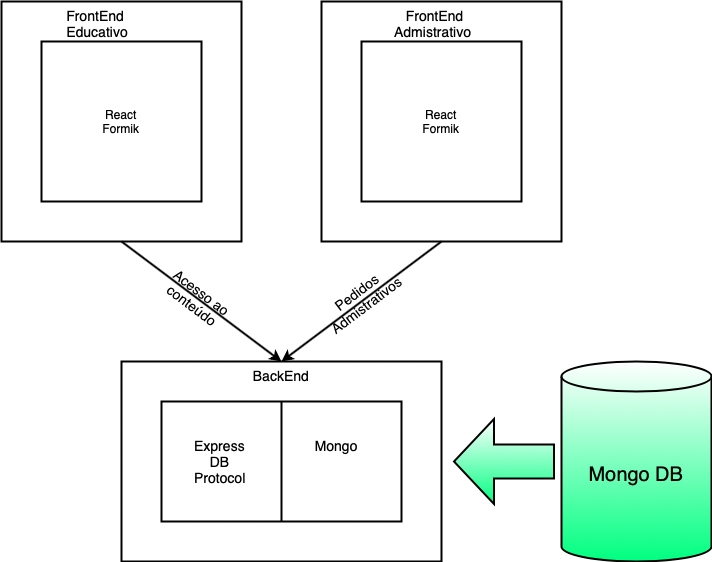 FrontEnd
Educativo
React
Formik
FrontEnd
Admistrativo
React
Formik
Acesso ao
conteúdo
Pedidos
Admistrativos
BackEnd
Express
DB
Protocol
Mongo
Mongo DB